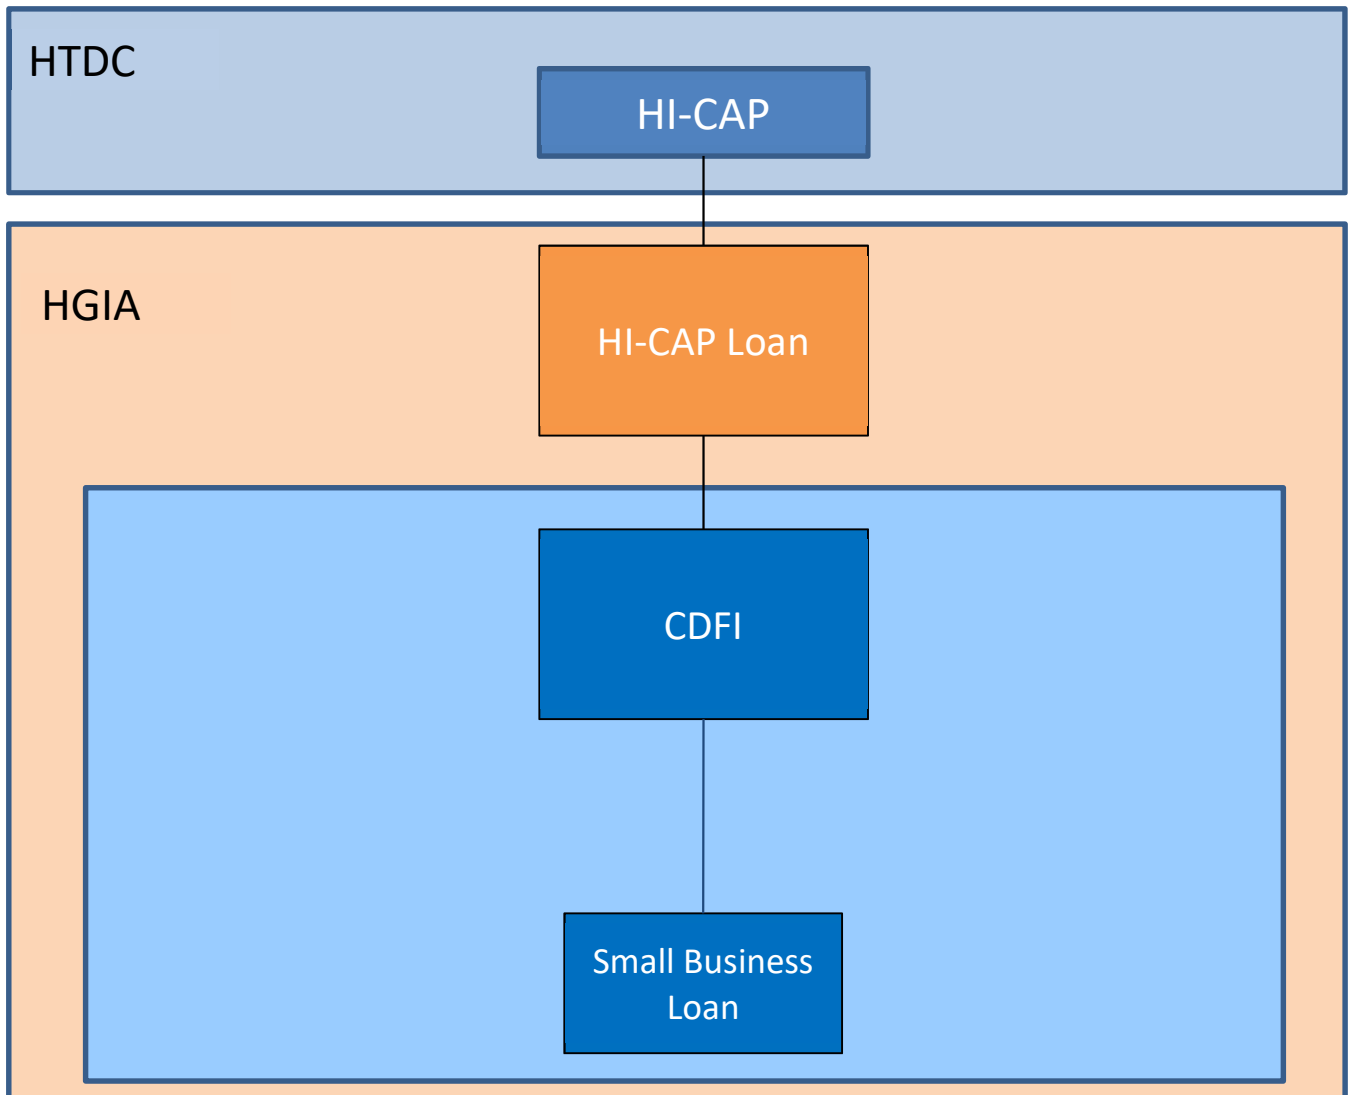 HTDC
HI-CAP
HGIA
HI-CAP Loan
CDFI
Small Business
Loan